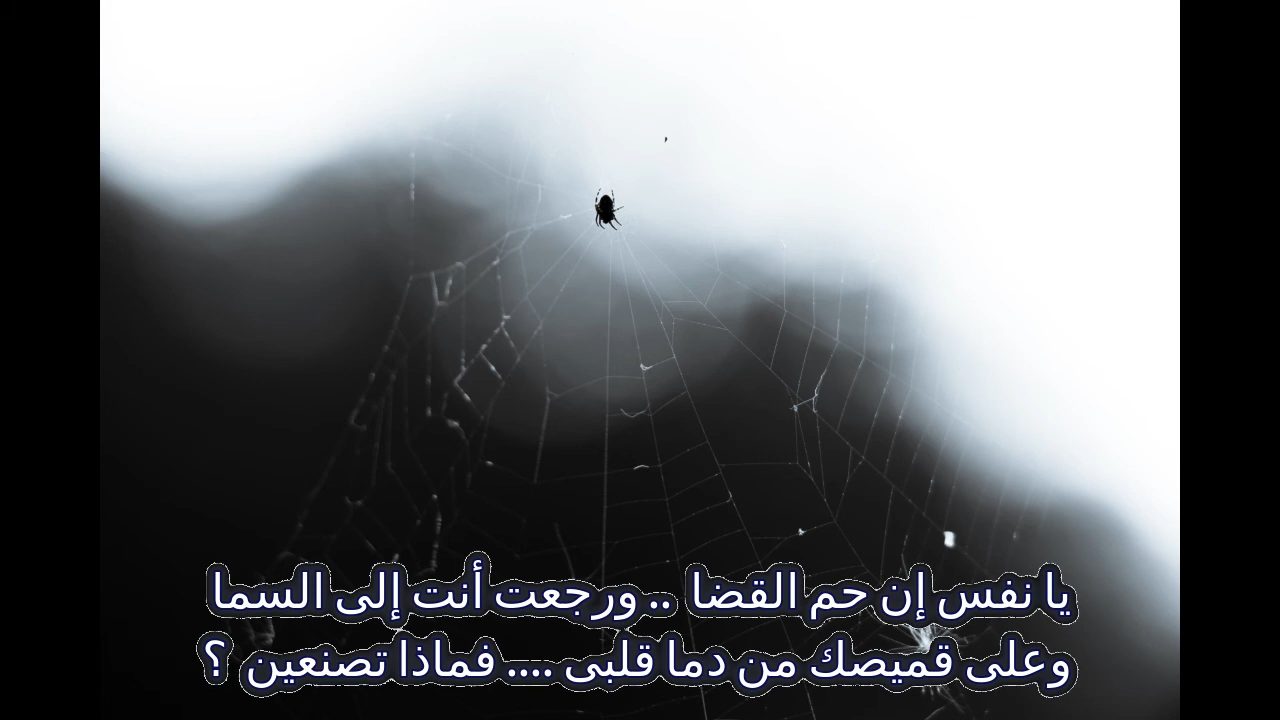 يا نفس إن حم القضا .. ورجعت أنت إلى السما
وعلى قميصك من دما قلبى .... فماذا تصنعين ؟